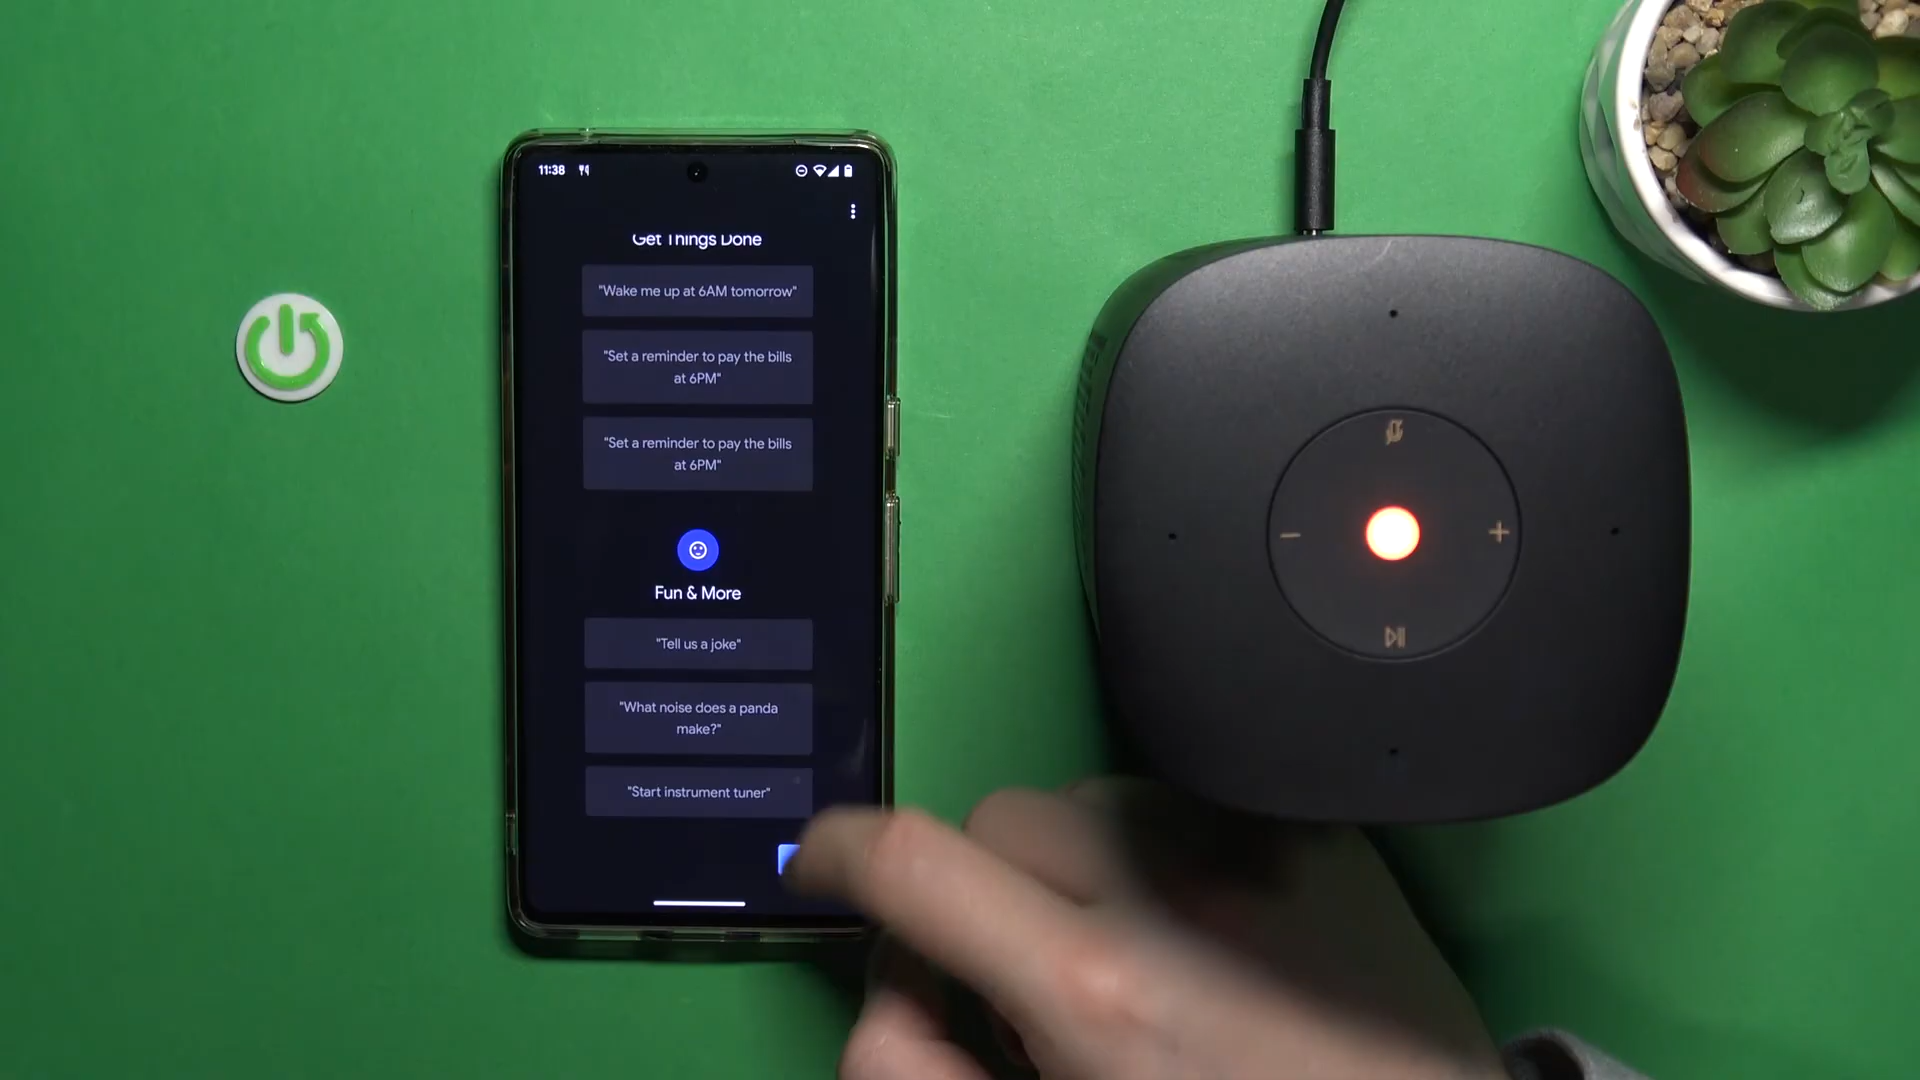 11:38
Get Things Done
"Wake me up at 6AM tomorrow"
"Set a reminder to pay the bills
at 6PM"
"Set a reminder to pay the bills
at 6PM"
Fun & More
"Tell us a joke"
"What noise does a panda
make?"
"Start instrument tuner"